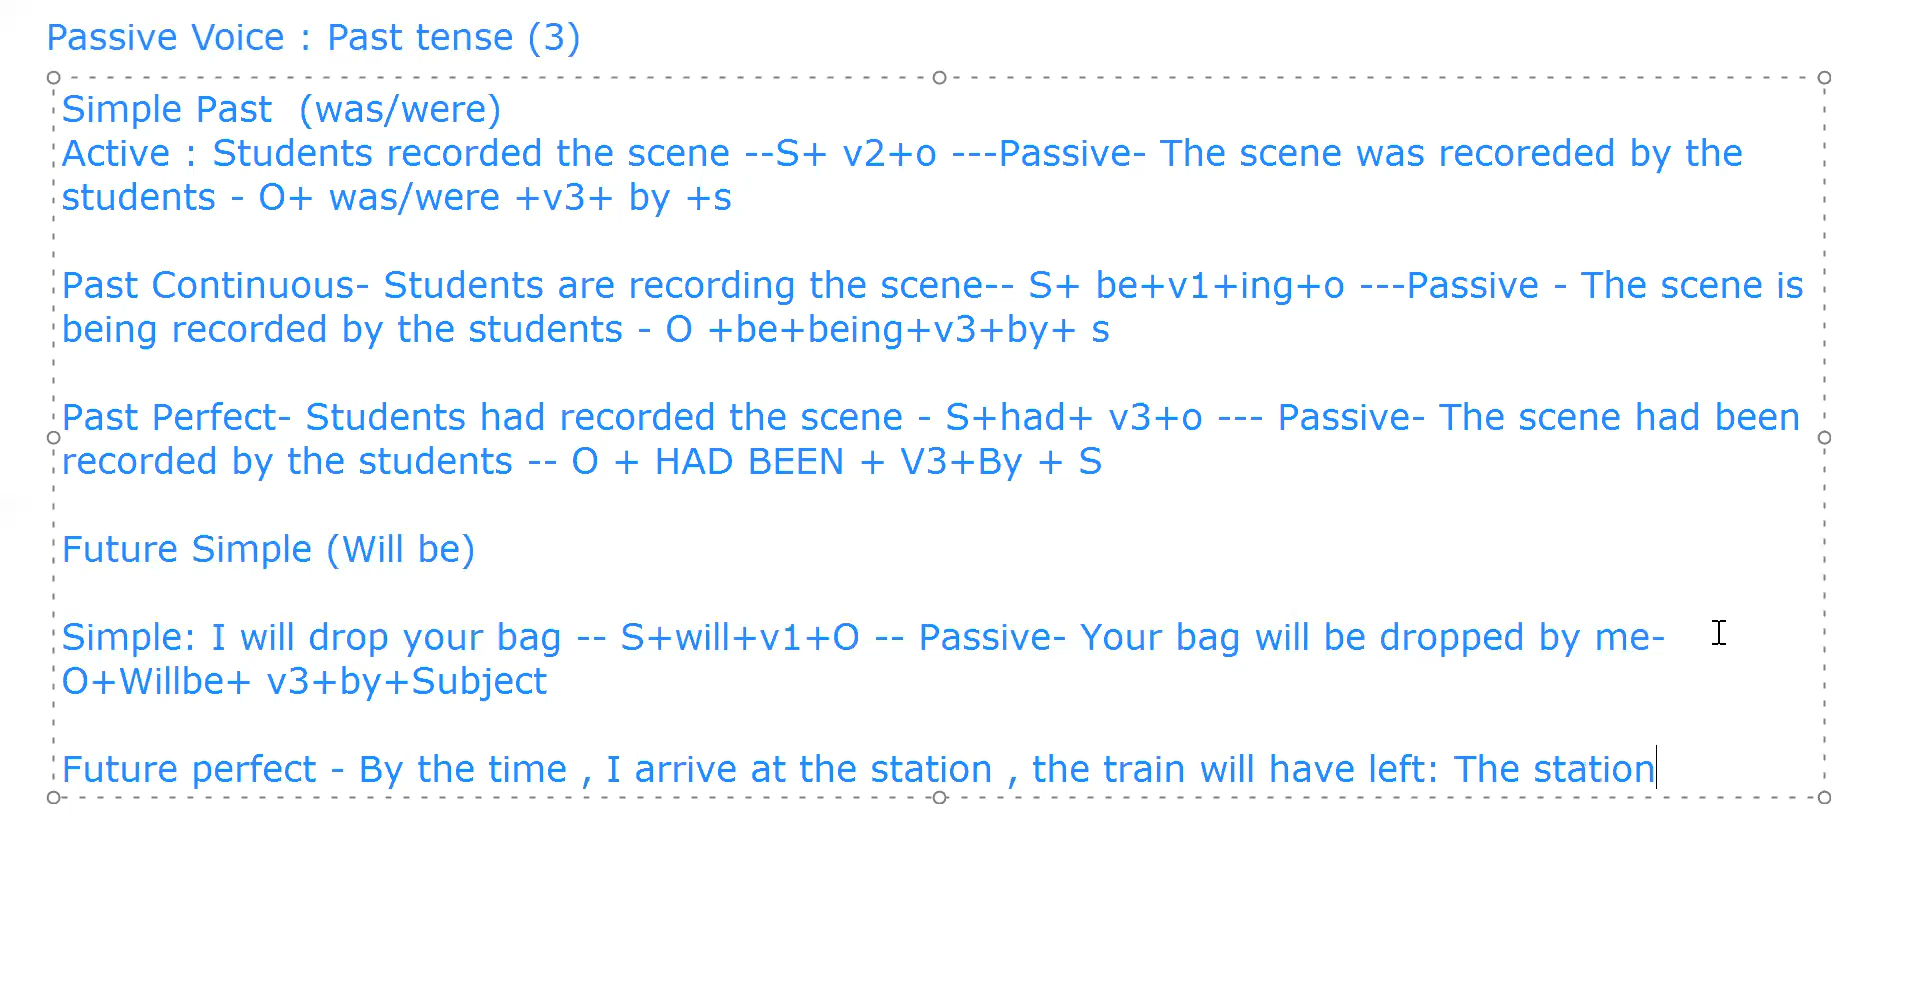 Passive Voice : Past tense (3)
Simple Past  (was/were)
Active : Students recorded the scene --S+ v2+o ---Passive- The scene was recoreded by the
students - O+ was/were +v3+ by +s
Past Continuous- Students are recording the scene-- S+ be+v1+ing+o ---Passive - The scene is
being recorded by the students - O +be+being+v3+by+ s
Past Perfect- Students had recorded the scene - S+had+ v3+o --- Passive- The scene had been
recorded by the students -- O + HAD BEEN + V3+By + S
Future Simple (Will be)
Simple: I will drop your bag -- S+will+v1+O -- Passive- Your bag will be dropped by me-
O+Willbe+ v3+by+Subject
Future perfect - By the time , I arrive at the station , the train will have left: The station